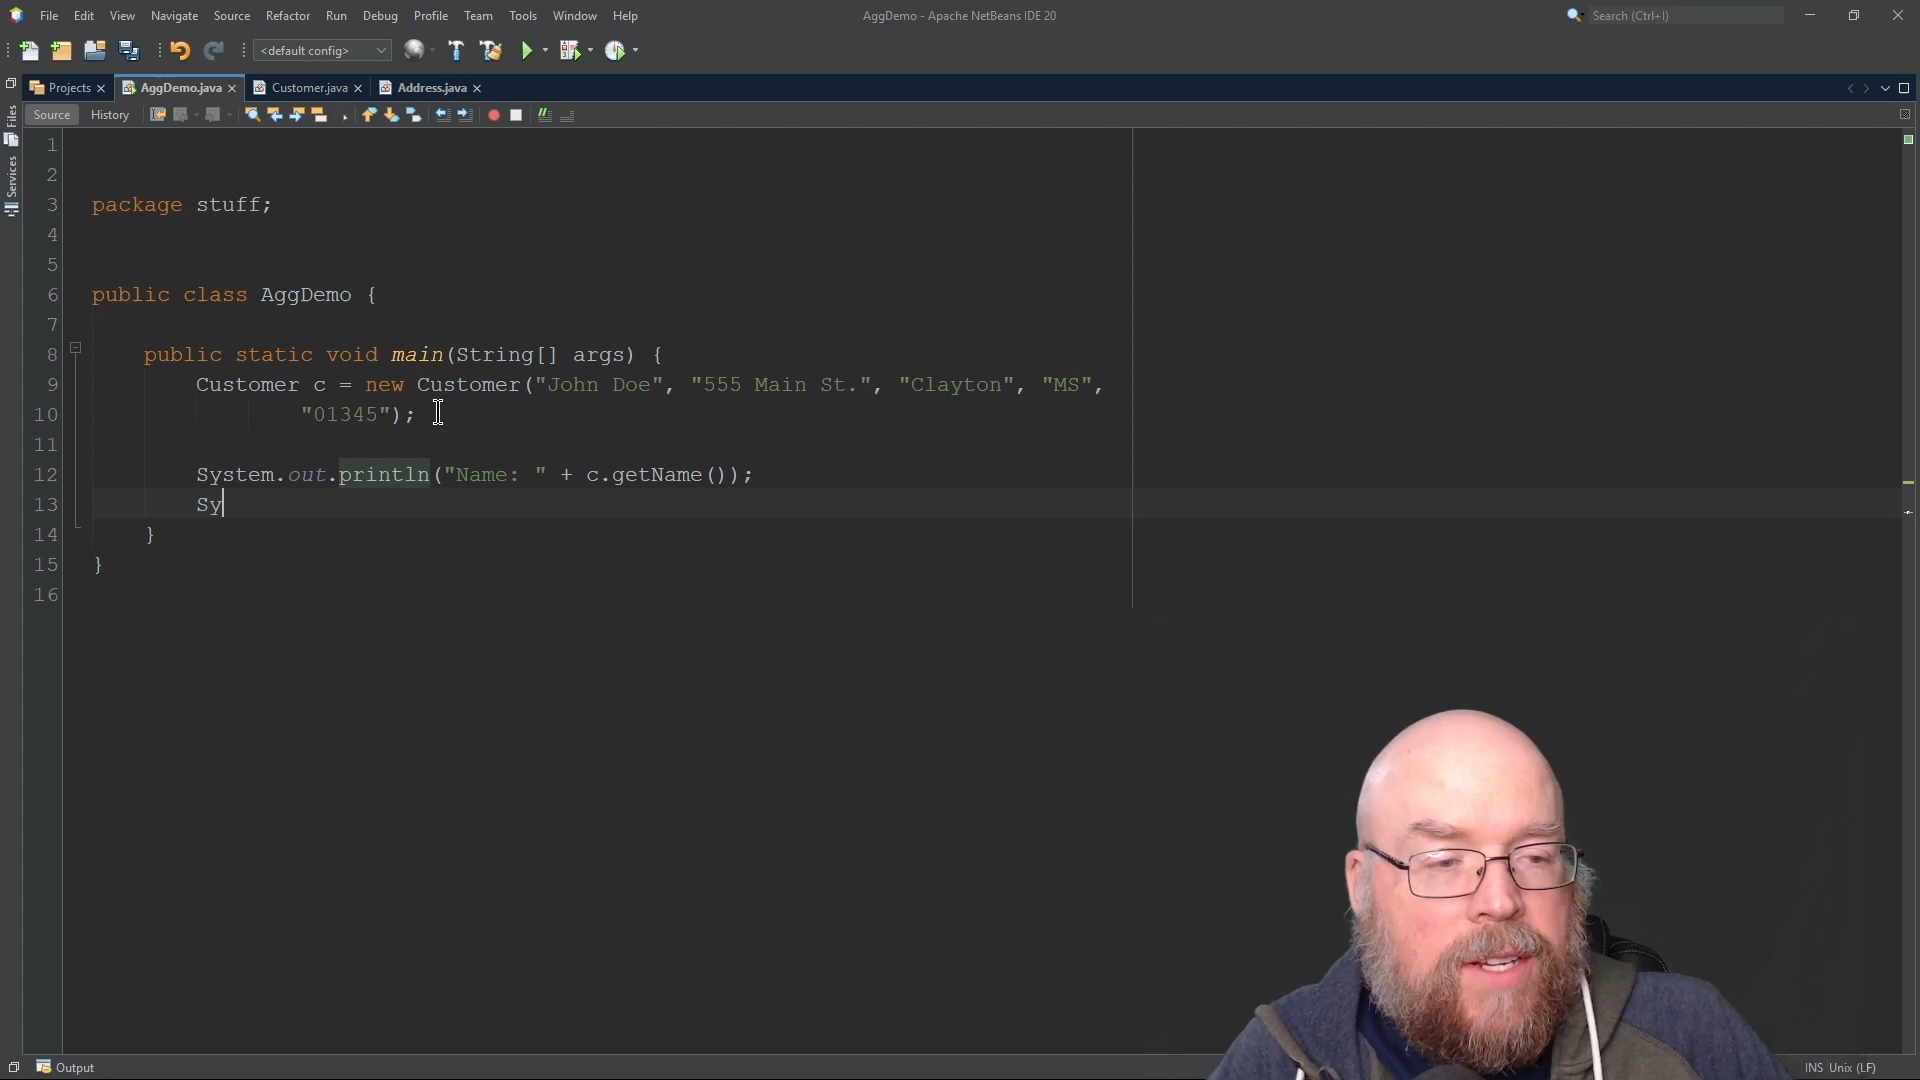 File Edit View Navigate Source Refactor Run Debug Profile Team Tools Window Help
AggDemo - Apache NetBeans IDE 20
Search (Ctrl+I)
<default config>
Projects
AggDemo.java
Customer.java
Address.java
Source History
Files
Services
1
2
3 package stuff;
4
5
6 public class AggDemo {
7
8 public static void main(String[] args) {
9 Customer c = new Customer("John Doe", "555 Main St.", "Clayton", "MS",
10 "01345");
11
12 System.out.println("Name: " + c.getName());
13 Sy
14 }
15 }
16
Output
INS Unix (LF)